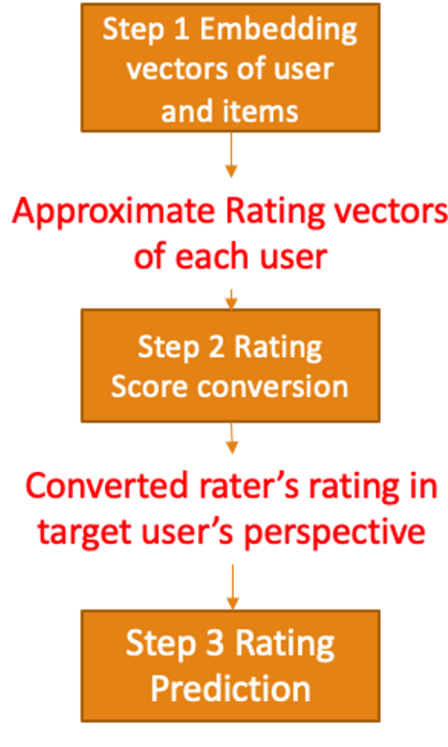 Step 1 Embedding
vectors of user
and items
Approximate Rating vectors
of each user
Step 2 Rating
Score conversion
Converted rater’s rating in
target user’s perspective
Step 3 Rating
Prediction